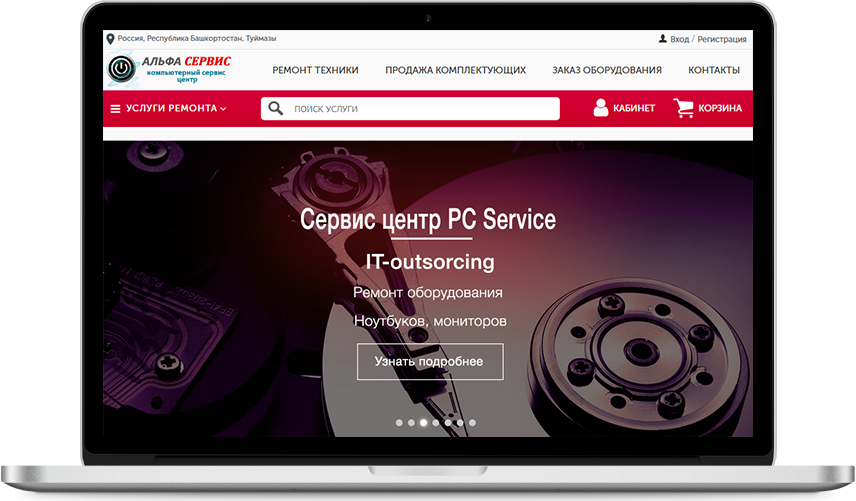 Россия, Республика Башкортостан, Туймазы
Вход / Регистрация
АЛЬФА СЕРВИС
компьютерный сервис
центр
РЕМОНТ ТЕХНИКИ
ПРОДАЖА КОМПЛЕКТУЮЩИХ
ЗАКАЗ ОБОРУДОВАНИЯ
КОНТАКТЫ
УСЛУГИ РЕМОНТА
ПОИСК УСЛУГИ
КАБИНЕТ
КОРЗИНА
Сервис центр PC Service
IT-outsorcing
Ремонт оборудования
Ноутбуков, мониторов
Узнать подробнее